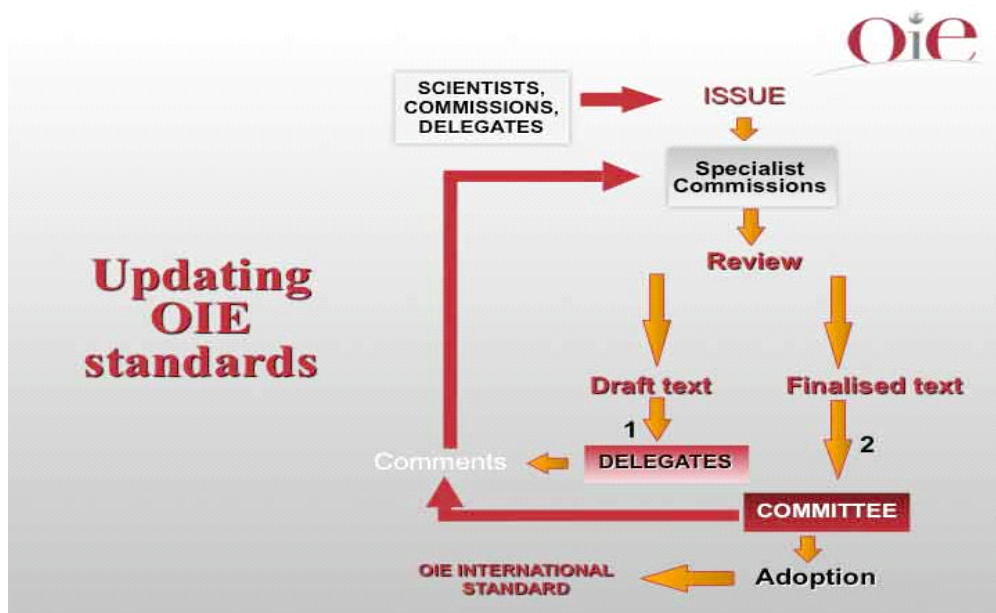 OiE
SCIENTISTS,
COMMISSIONS,
DELEGATES
ISSUE
Specialist
Commissions
Review
Updating
OIE
standards
Draft text
Finalised text
1
2
Comments
DELEGATES
COMMITTEE
OIE INTERNATIONAL
STANDARD
Adoption